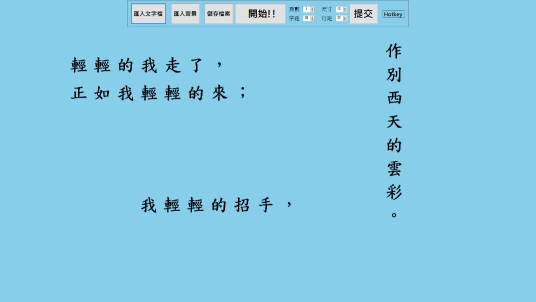 匯入文字檔 匯入背景 儲存檔案 開始!! 頁數 尺寸 提交 Hotkey
字距 行距
輕輕的我走了，
正如我輕輕的來；
我輕輕的招手，
作別西天的雲彩。